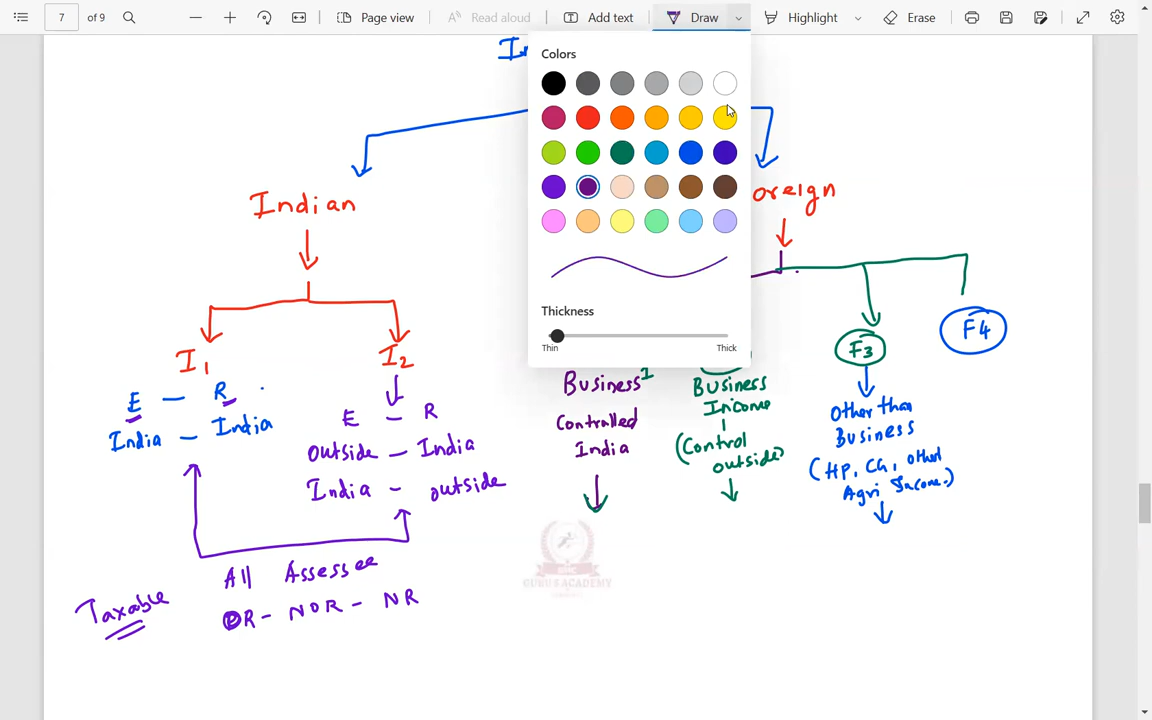 7 of 9 Page view Read aloud Add text Draw Highlight Erase
Colors
Thickness
Thin Thick
Indian
oreign
I1 I2
E — R
India — India
E — R
Outside — India
India — outside
All Assessee
Taxable
OR - NOR - NR
Business I
Controlled
India
Business
Income
(Control
outside)
F3
Other than
Business
(HP, CG, other
Agri Income.)
F4
GURU'S ACADEMY